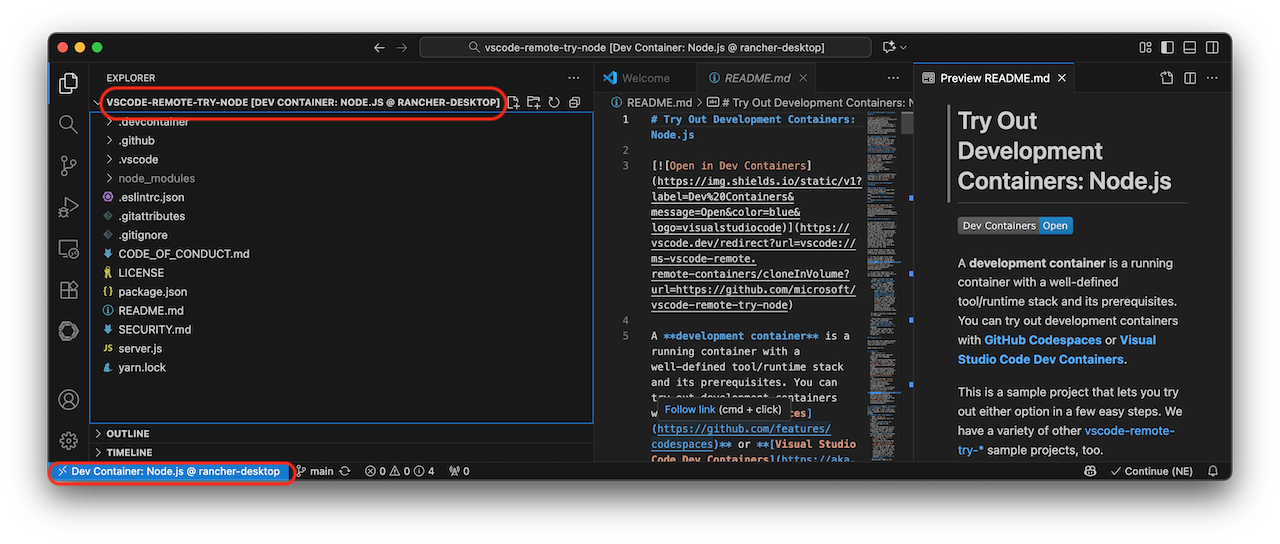 vscode-remote-try-node [Dev Container: Node.js @ rancher-desktop]
EXPLORER
VSCODE-REMOTE-TRY-NODE [DEV CONTAINER: NODE.JS @ RANCHER-DESKTOP]
.devcontainer
.github
.vscode
node_modules
.eslintrc.json
.gitattributes
.gitignore
CODE_OF_CONDUCT.md
LICENSE
package.json
README.md
SECURITY.md
JS server.js
yarn.lock
OUTLINE
TIMELINE
Welcome
README.md
README.md > # Try Out Development Containers: N
1 # Try Out Development Containers:
Node.js
2
3 [![Open in Dev Containers]
(https://img.shields.io/static/v1?
label=Dev%20Containers&
message=Open&color=blue&
logo=visualstudiocode)](https://
vscode.dev/redirect?url=vscode://
ms-vscode-remote.
remote-containers/cloneInVolume?
url=https://github.com/microsoft/
vscode-remote-try-node)
4
5 A **development container** is a
running container with a
well-defined tool/runtime stack
and its prerequisites. You can
try out development containers
Follow link (cmd + click)
(https://github.com/features/
codespaces)** or **[Visual Studio
Code Dev Containers](https://aka.
Preview README.md
Try Out
Development
Containers: Node.js
Dev Containers Open
A development container is a running
container with a well-defined
tool/runtime stack and its prerequisites.
You can try out development containers
with GitHub Codespaces or Visual
Studio Code Dev Containers.
This is a sample project that lets you try
out either option in a few easy steps. We
have a variety of other vscode-remote-
try-* sample projects, too.
Dev Container: Node.js @ rancher-desktop
main
0 0 4
0
Continue (NE)